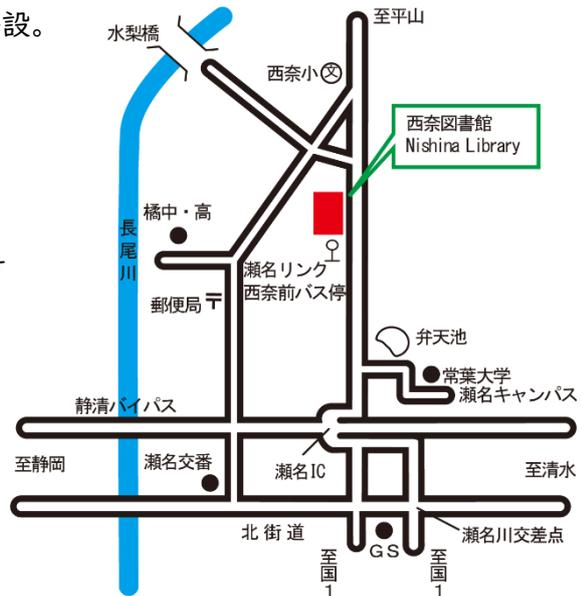 設。
至平山
水梨橋
西奈小
文
西奈図書館
Nishina Library
橘中・高
長尾川
瀬名リンク
西奈前バス停
郵便局〒
弁天池
常葉大学
瀬名キャンパス
静清バイパス
至静岡
瀬名交番
瀬名IC
至清水
北街道
瀬名川交差点
GS
至国1
至国1